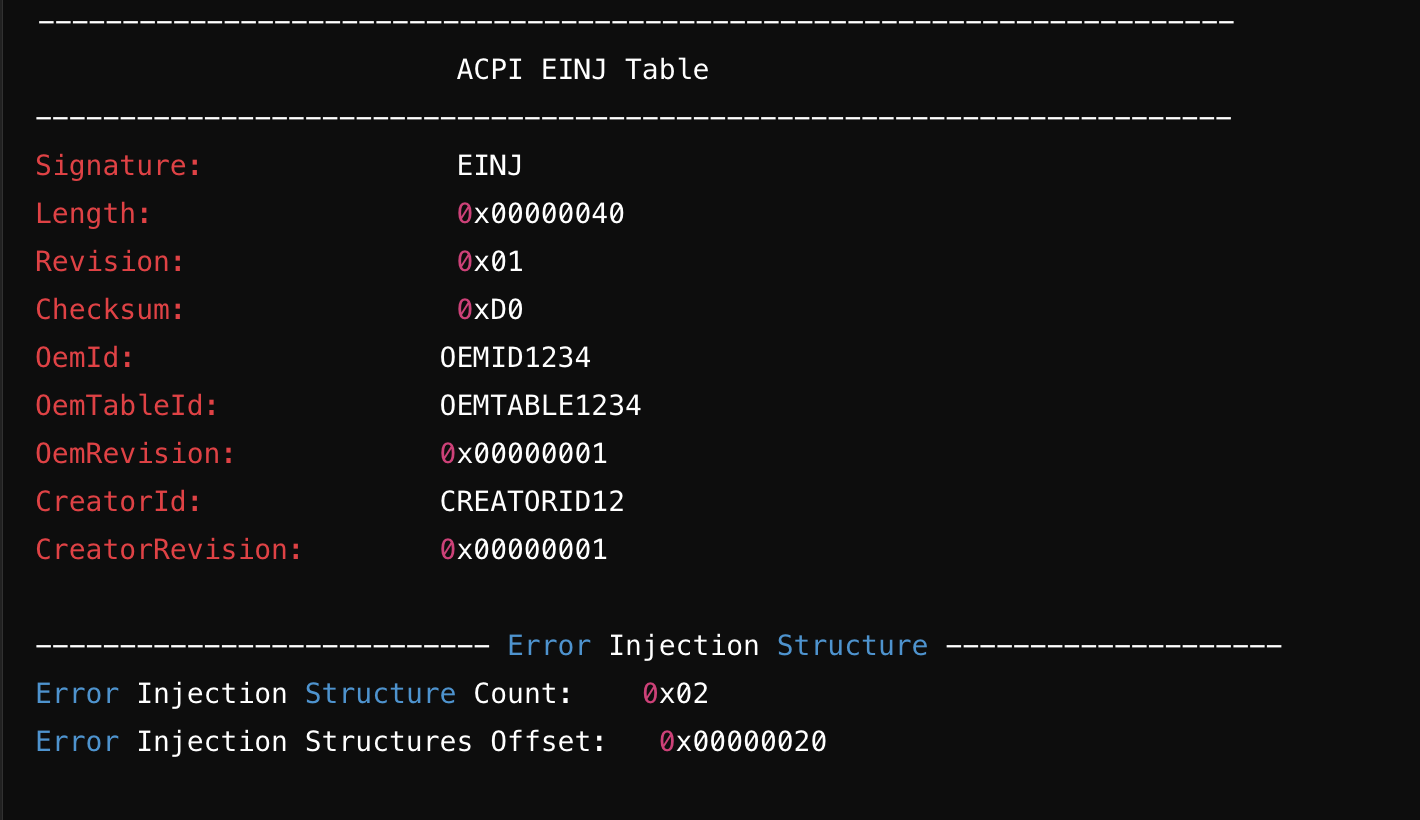 -----------------------------------------------------------------------
ACPI EINJ Table
-----------------------------------------------------------------------
Signature: EINJ
Length: 0x00000040
Revision: 0x01
Checksum: 0xD0
OemId: OEMID1234
OemTableId: OEMTABLE1234
OemRevision: 0x00000001
CreatorId: CREATORID12
CreatorRevision: 0x00000001
--------------------------- Error Injection Structure --------------------
Error Injection Structure Count: 0x02
Error Injection Structures Offset: 0x00000020